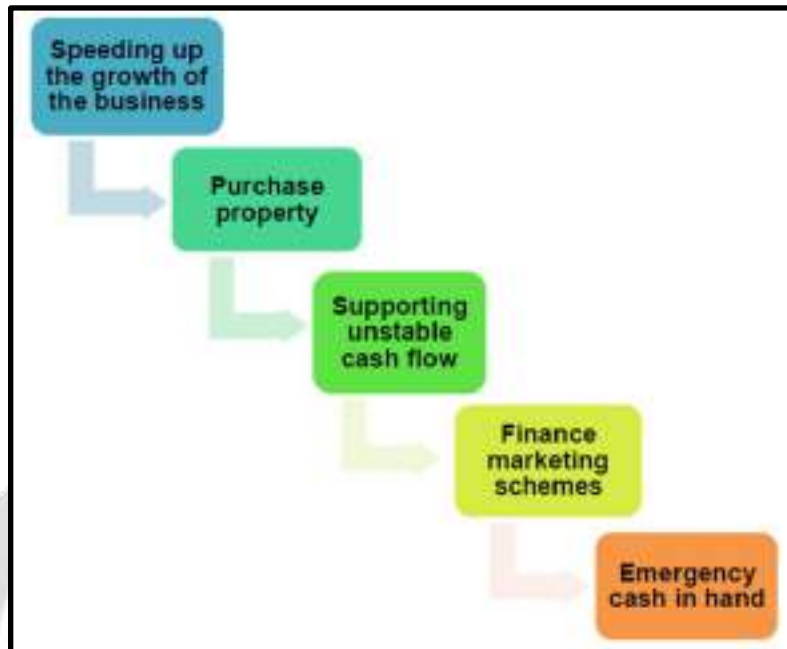 Speeding up
the growth of
the business
Purchase
property
Supporting
unstable
cash flow
Finance
marketing
schemes
Emergency
cash in hand